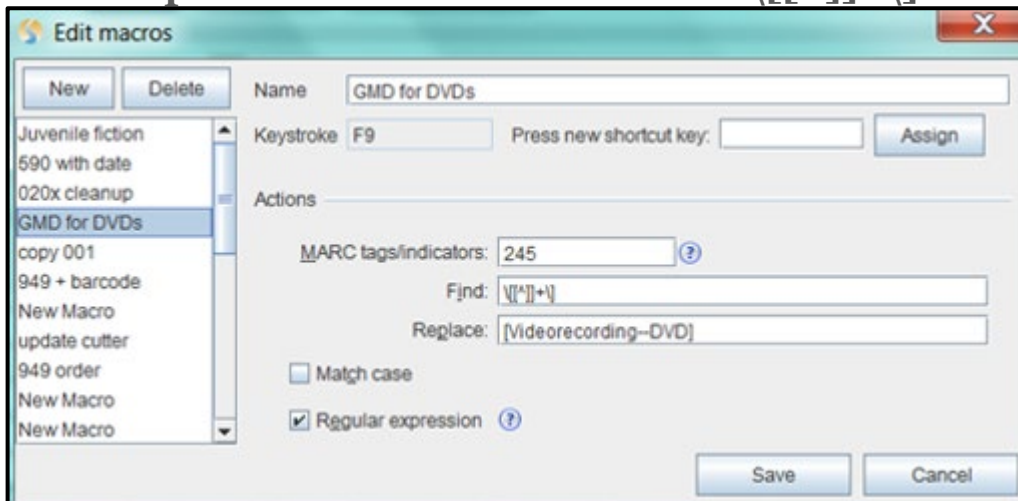 Edit macros
New Delete
Name GMD for DVDs
Keystroke F9 Press new shortcut key: Assign
Juvenile fiction
590 with date
020x cleanup
GMD for DVDs
copy 001
949 + barcode
New Macro
update cutter
949 order
New Macro
New Macro
Actions
MARC tags/indicators: 245
Find: \[[^]]+\]
Replace: [Videorecording--DVD]
Match case
Regular expression
Save Cancel